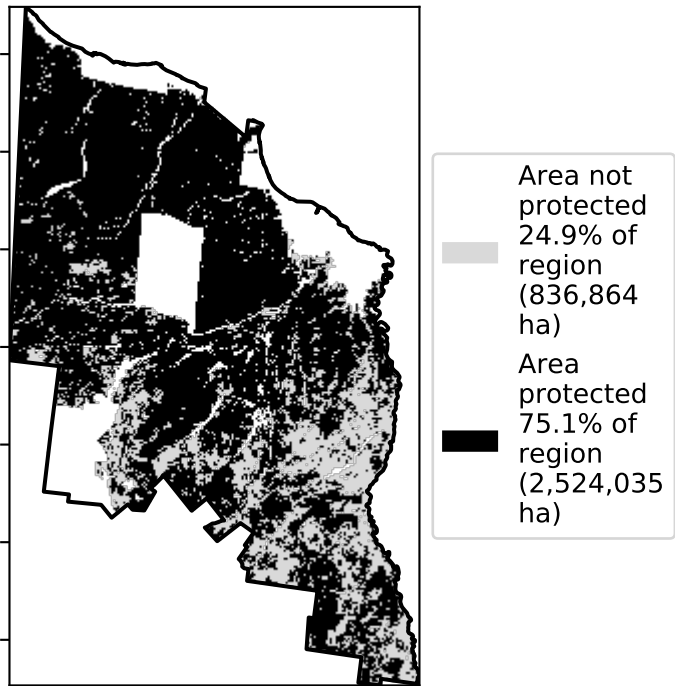 Area not
protected
24.9% of
region
(836,864
ha)
Area
protected
75.1% of
region
(2,524,035
ha)